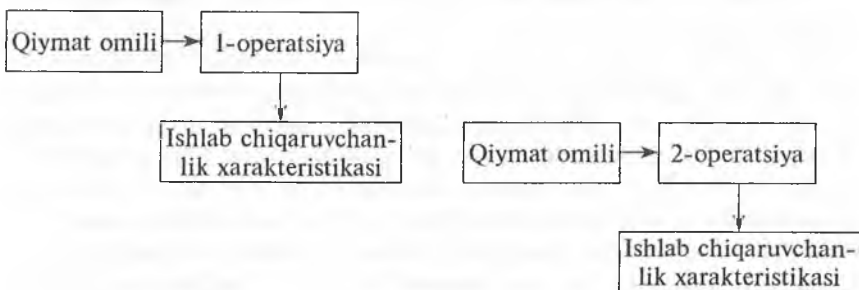 Qiymat omili
1-operatsiya
Ishlab chiqaruvchan-
lik xarakteristikasi
Qiymat omili
2-operatsiya
Ishlab chiqaruvchan-
lik xarakteristikasi